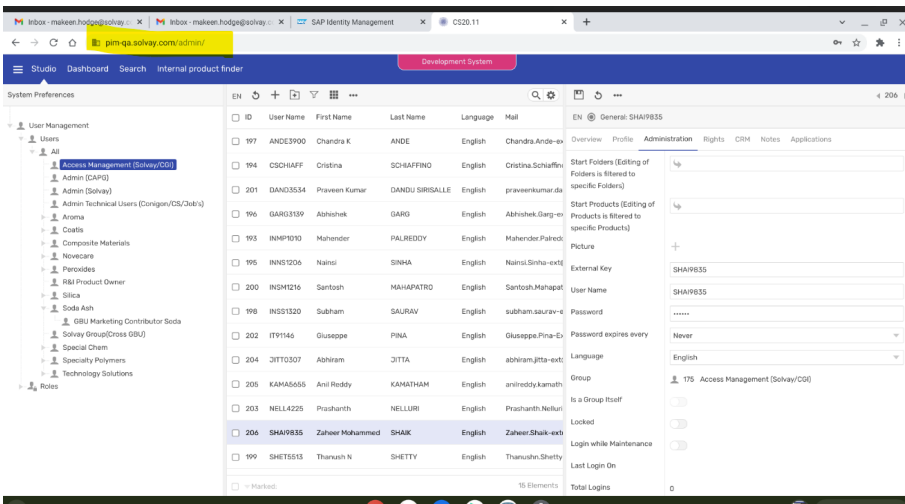 Inbox - makeen.hodge@solvay.c
Inbox - makeen.hodge@solvay.c
SAP Identity Management
CS20.11
pim-qa.solvay.com/admin/
Studio Dashboard Search Internal product finder
Development System
System Preferences
User Management
Users
All
Access Management (Solvay/CGI)
Admin (CAPG)
Admin (Solvay)
Admin Technical Users (Conigon/CS/Job's)
Aroma
Coatis
Composite Materials
Novecare
Peroxides
R&I Product Owner
Silica
Soda Ash
GBU Marketing Contributor Soda
Solvay Group(Cross GBU)
Special Chem
Specialty Polymers
Technology Solutions
Roles
EN
ID User Name First Name Last Name Language Mail
197 ANDE3900 Chandra K ANDE English Chandra.Ande-ex
194 CSCHIAFF Cristina SCHIAFFINO English Cristina.Schiaffin
201 DAND3534 Praveen Kumar DANDU SIRISALLE English praveenkumar.da
196 GARG3139 Abhishek GARG English Abhishek.Garg-e
193 INMP1010 Mahender PALREDDY English Mahender.Palred
195 INNS1206 Nainsi SINHA English Nainsi.Sinha-ext
200 INSM1216 Santosh MAHAPATRO English Santosh.Mahapat
198 INSS1320 Subham SAURAV English subham.saurav-e
202 IT91146 Giuseppe PINA English Giuseppe.Pina-E
204 JITT0307 Abhiram JITTA English abhiram.jitta-ext
205 KAMA5655 Anil Reddy KAMATHAM English anilreddy.kamath
203 NELL4225 Prashanth NELLURI English Prashanth.Nellur
206 SHAI9835 Zaheer Mohammed SHAIK English Zaheer.Shaik-ext
199 SHET5513 Thanush N SHETTY English Thanushn.Shetty
Marked:
15 Elements
206
EN General: SHAI9835
Overview Profile Administration Rights CRM Notes Applications
Start Folders (Editing of
Folders is filtered to
specific Folders)
Start Products (Editing of
Products is filtered to
specific Products)
Picture
External Key SHAI9835
User Name SHAI9835
Password ······
Password expires every Never
Language English
Group 175 Access Management (Solvay/CGI)
Is a Group Itself
Locked
Login while Maintenance
Last Login On
Total Logins 0